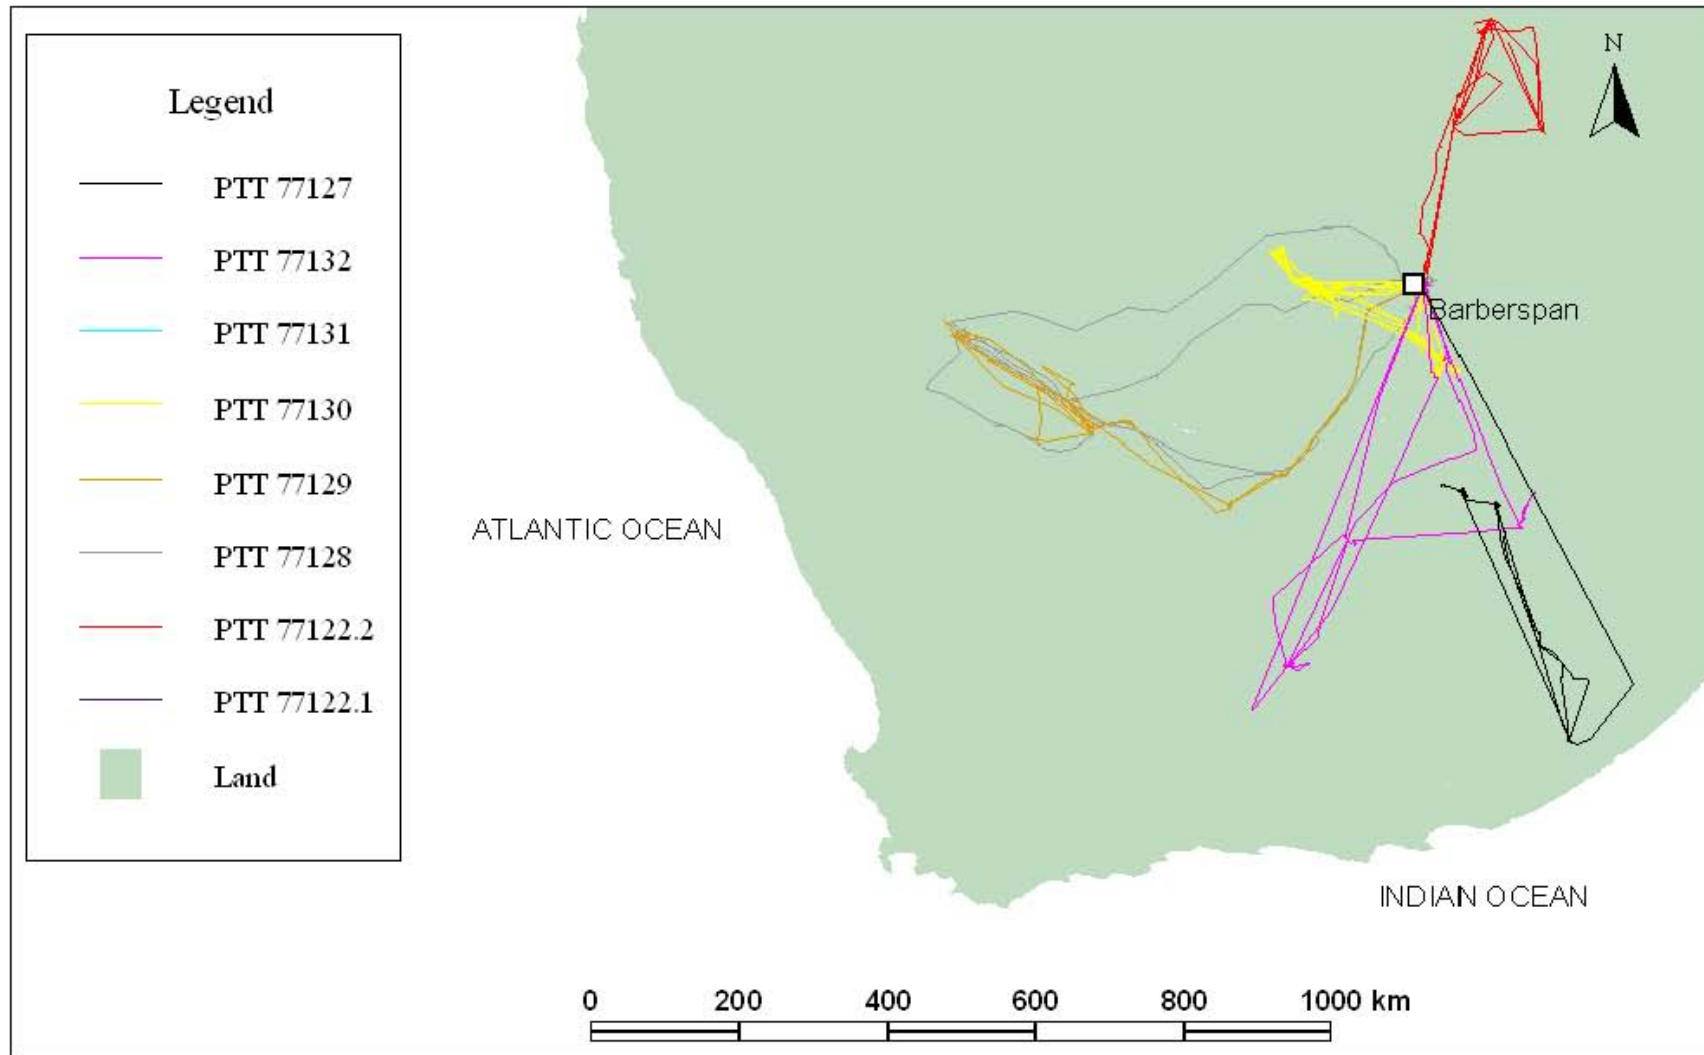 Legend
PTT 77127
PTT 77132
PTT 77131
PTT 77130
PTT 77129
PTT 77128
PTT 77122.2
PTT 77122.1
Land
N
Barberspan
ATLANTIC OCEAN
INDIAN OCEAN
0 200 400 600 800 1000 km